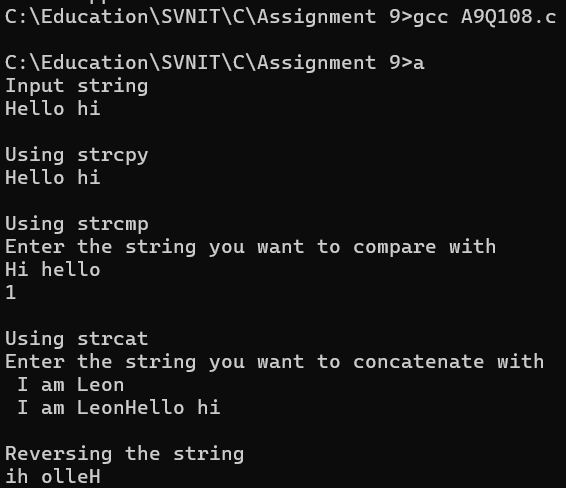 C:\Education\SVNIT\C\Assignment 9>gcc A9Q108.c
C:\Education\SVNIT\C\Assignment 9>a
Input string
Hello hi
Using strcpy
Hello hi
Using strcmp
Enter the string you want to compare with
Hi hello
1
Using strcat
Enter the string you want to concatenate with
 I am Leon
 I am LeonHello hi
Reversing the string
ih olleH